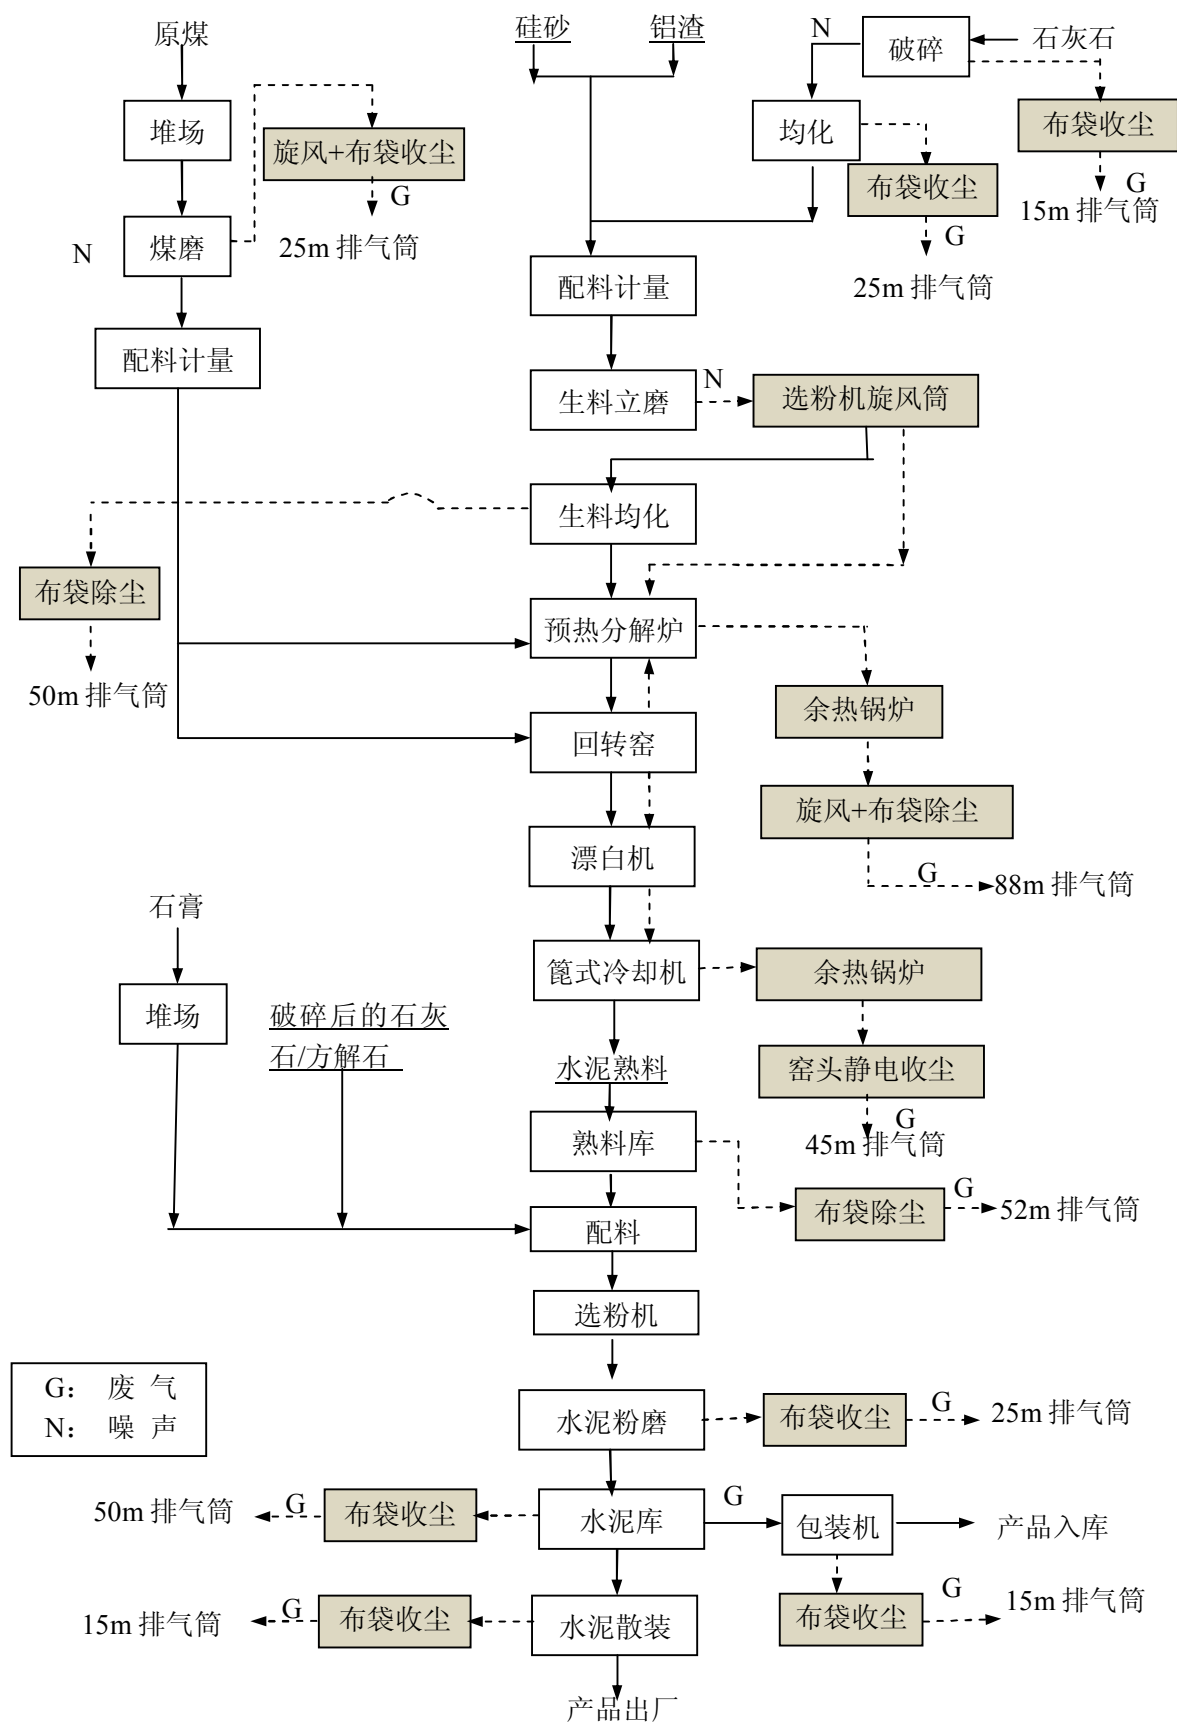 原煤
硅砂
铝渣
N
破碎
石灰石
堆场
旋风+布袋收尘
均化
布袋收尘
布袋收尘
G
G
15m 排气筒
N
煤磨
25m 排气筒
G
25m 排气筒
配料计量
配料计量
生料立磨
N
选粉机旋风筒
生料均化
布袋除尘
预热分解炉
50m 排气筒
余热锅炉
回转窑
旋风+布袋除尘
漂白机
G
88m 排气筒
石膏
篦式冷却机
余热锅炉
堆场
破碎后的石灰
石/方解石
水泥熟料
窑头静电收尘
G
45m 排气筒
熟料库
布袋除尘
G
52m 排气筒
配料
选粉机
G： 废 气
N： 噪 声
水泥粉磨
布袋收尘
G
25m 排气筒
50m 排气筒
G
布袋收尘
水泥库
G
包装机
产品入库
15m 排气筒
G
布袋收尘
水泥散装
布袋收尘
G
15m 排气筒
产品出厂